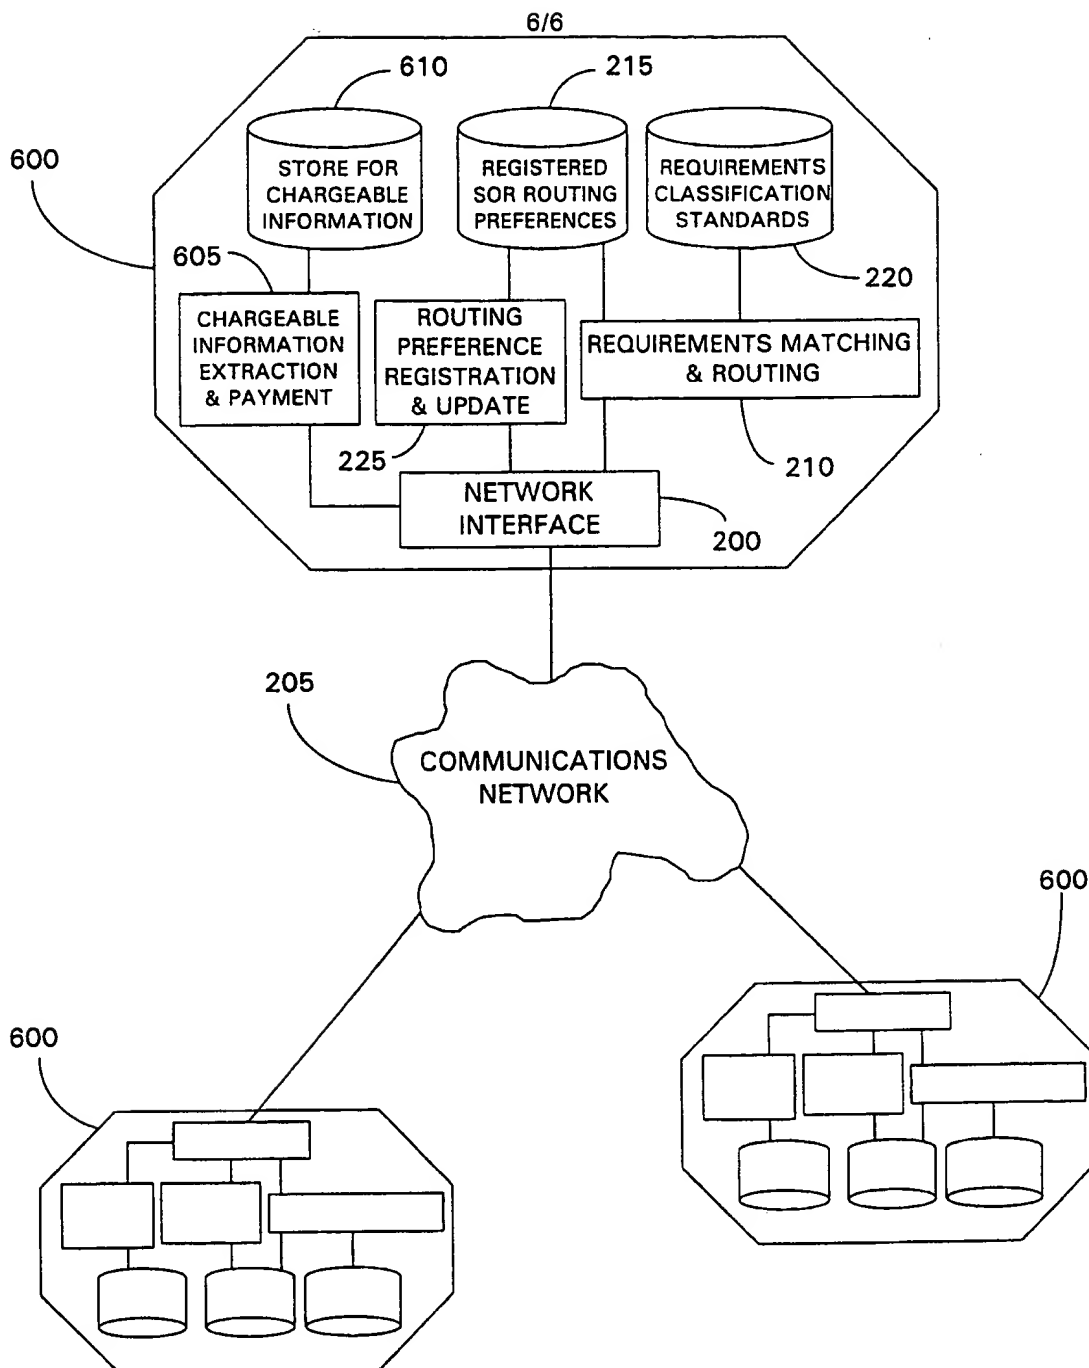 6/6
610
215
600
STORE FOR
CHARGEABLE
INFORMATION
REGISTERED
SOR ROUTING
PREFERENCES
REQUIREMENTS
CLASSIFICATION
STANDARDS
605
220
CHARGEABLE
INFORMATION
EXTRACTION
& PAYMENT
ROUTING
PREFERENCE
REGISTRATION
& UPDATE
REQUIREMENTS MATCHING
& ROUTING
225
210
NETWORK
INTERFACE
200
205
COMMUNICATIONS
NETWORK
600
600